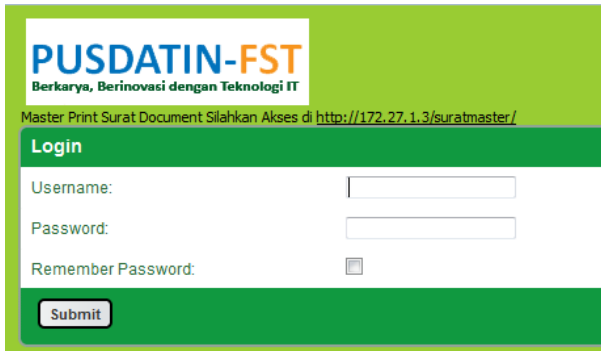 PUSDATIN-FST
Berkarya, Berinovasi dengan Teknologi IT
Master Print Surat Document Silahkan Akses di http://172.27.1.3/suratmaster/
Login
Username:
Password:
Remember Password:
Submit